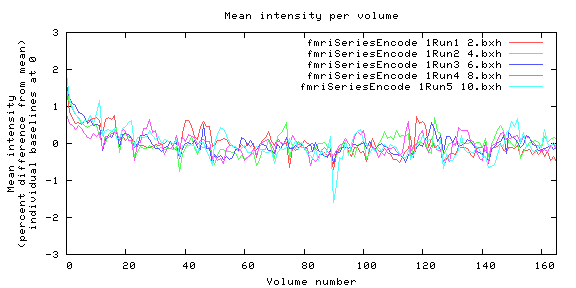 Mean intensity per volume
3
2
1
0
-1
-2
-3
Mean intensity
(percent difference from mean)
individual baselines at 0
fmriSeriesEncode 1Run1 2.bxh
fmriSeriesEncode 1Run2 4.bxh
fmriSeriesEncode 1Run3 6.bxh
fmriSeriesEncode 1Run4 8.bxh
fmriSeriesEncode 1Run5 10.bxh
0 20 40 60 80 100 120 140 160
Volume number